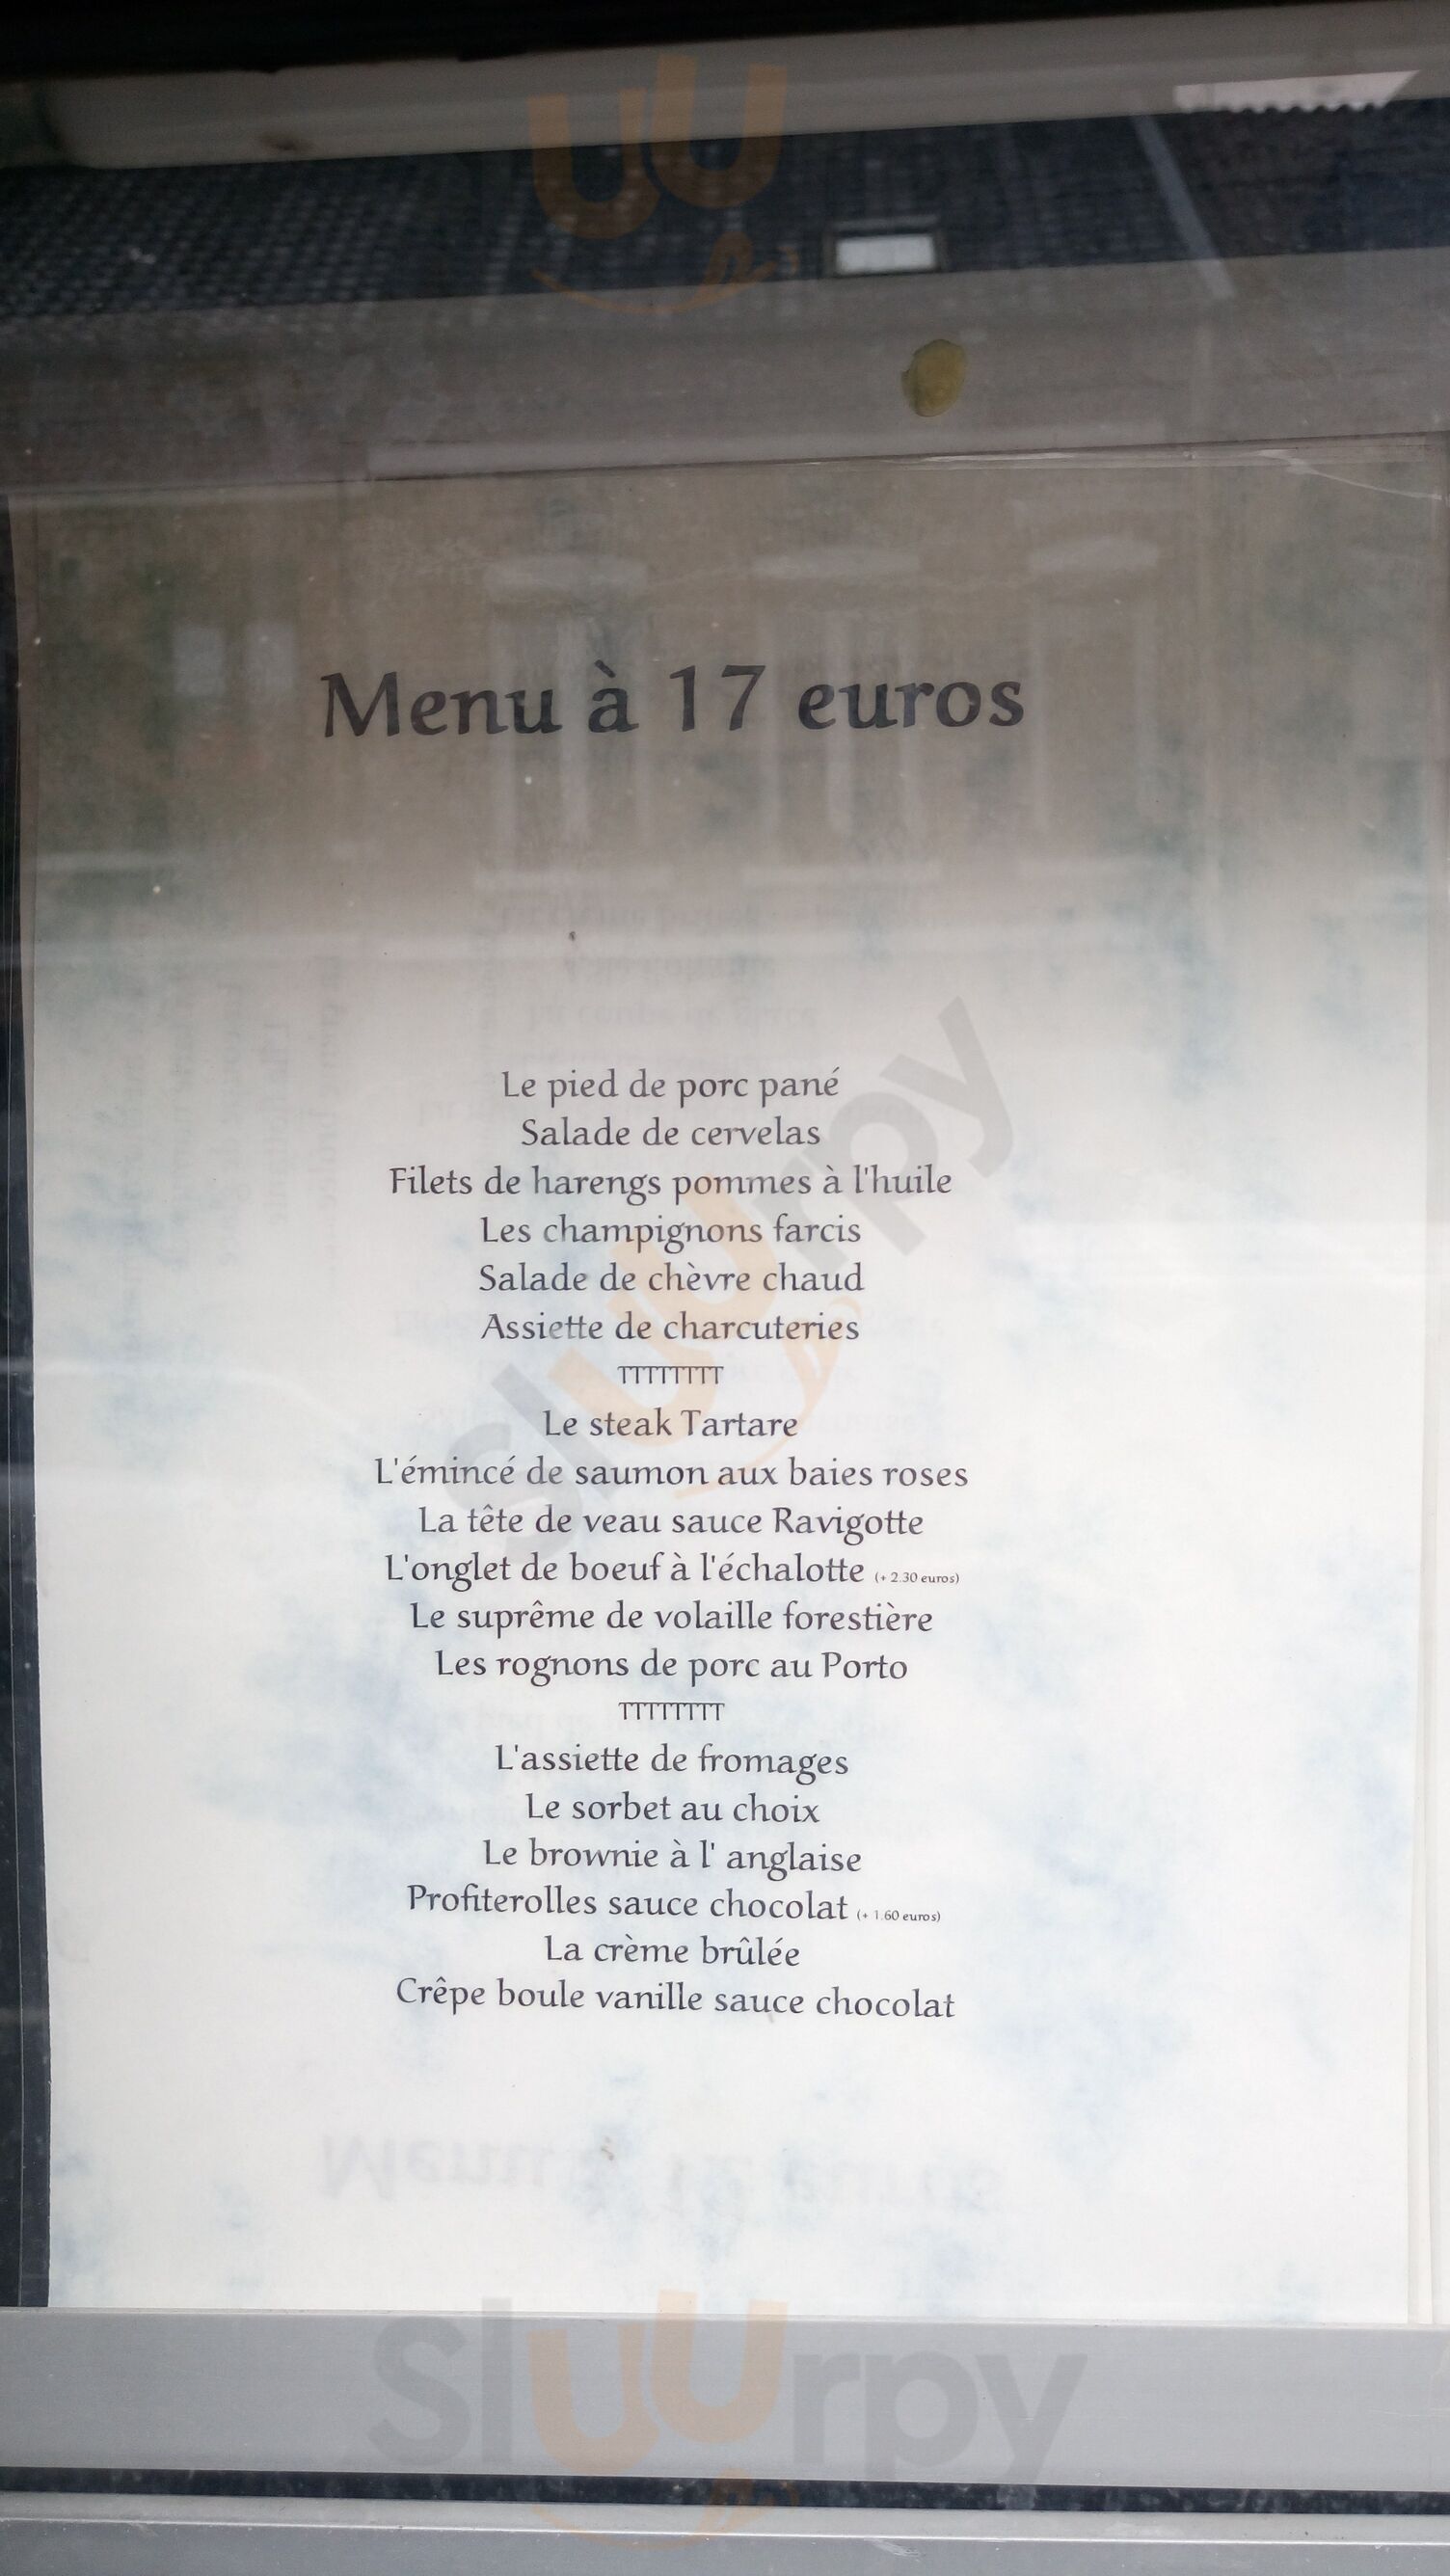 Menu à 17 euros
Le pied de porc pané
Salade de cervelas
Filets de harengs pommes à l'huile
Les champignons farcis
Salade de chèvre chaud
Assiette de charcuteries
TTTTTTTT
Le steak Tartare
L'émincé de saumon aux baies roses
La tête de veau sauce Ravigotte
L'onglet de boeuf à l'échalotte (+ 2.30 euros)
Le suprême de volaille forestière
Les rognons de porc au Porto
TTTTTTTT
L'assiette de fromages
Le sorbet au choix
Le brownie à l' anglaise
Profiterolles sauce chocolat (+ 1.60 euros)
La crème brûlée
Crêpe boule vanille sauce chocolat
Sluurpy
Sluurpy